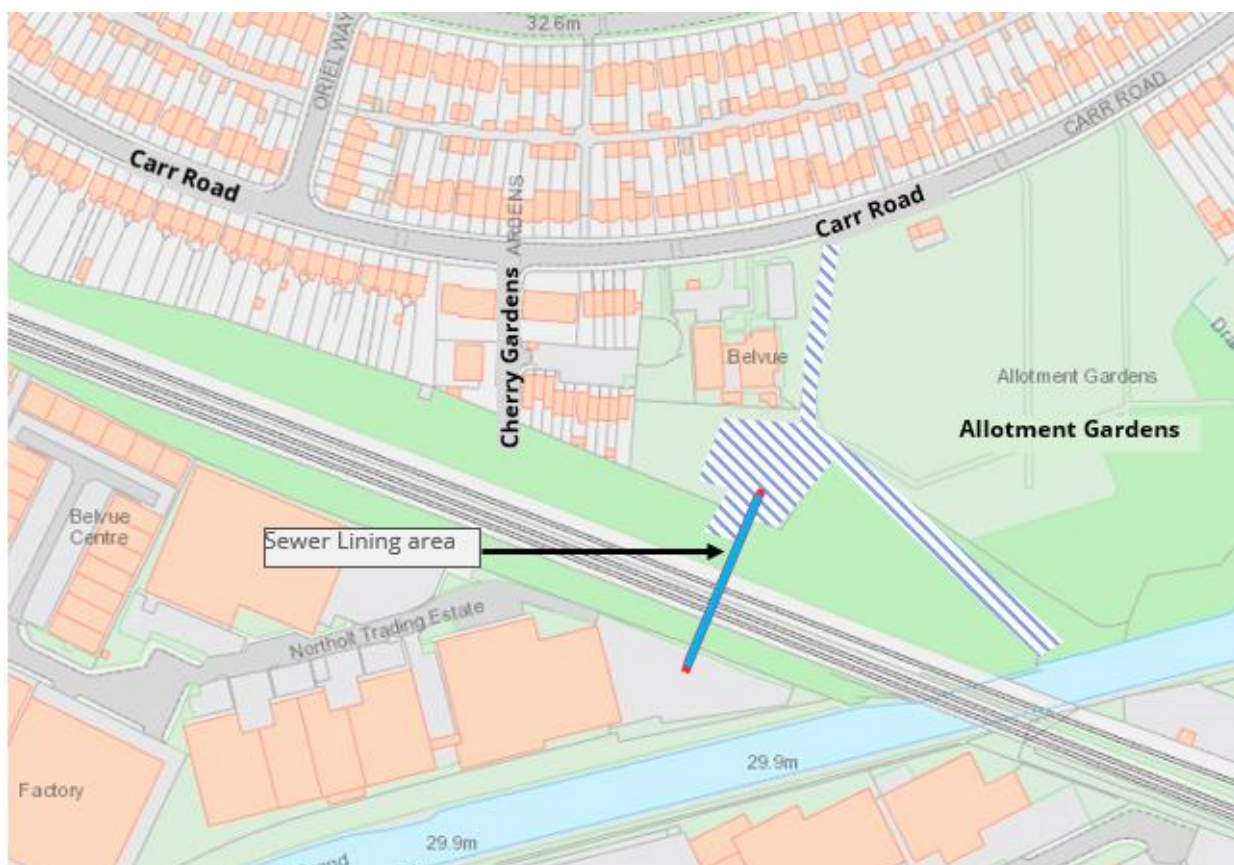 32.6m
ORIEL WAY
CARR ROAD
Carr Road
ARDENS
Carr Road
Cherry Gardens
Belvue
Allotment Gardens
Allotment Gardens
Belvue
Centre
Sewer Lining area
Northolt Trading Estate
Factory
29.9m
29.9m